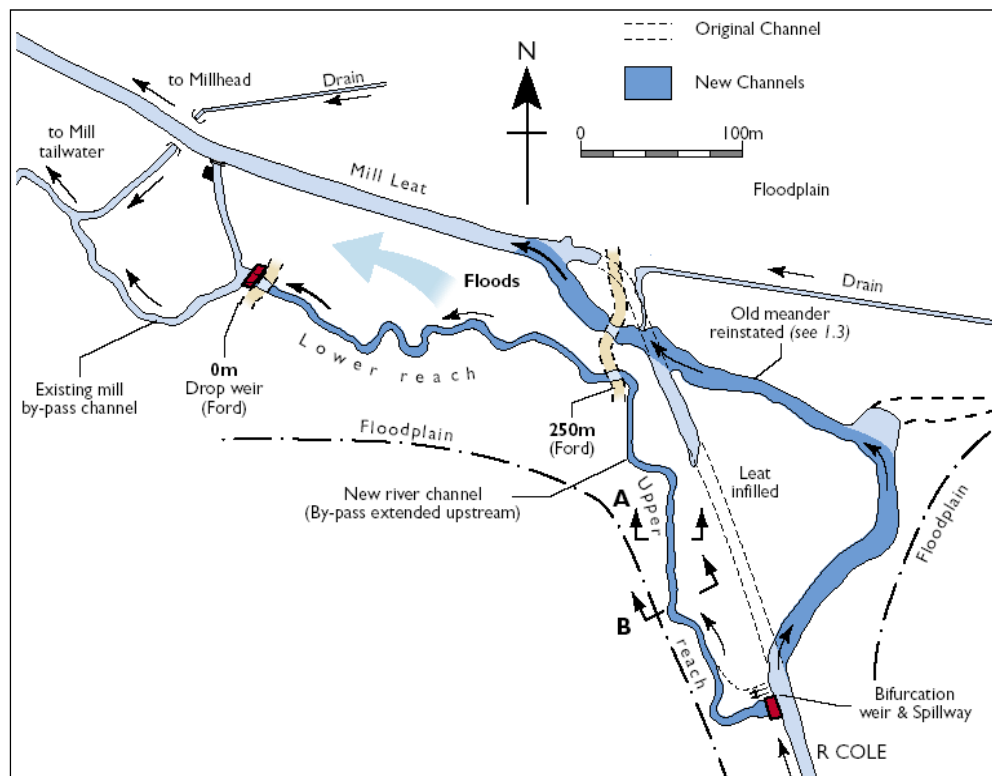 Original Channel
New Channels
N
0
100m
to Millhead
Drain
to Mill
tailwater
Mill Leat
Floodplain
Floods
Drain
Old meander
reinstated (see 1.3)
Lower reach
Existing mill
by-pass channel
0m
Drop weir
(Ford)
Floodplain
250m
(Ford)
Leat
infilled
New river channel
(By-pass extended upstream)
Upper
reach
A
B
Floodplain
Bifurcation
weir & Spillway
R COLE